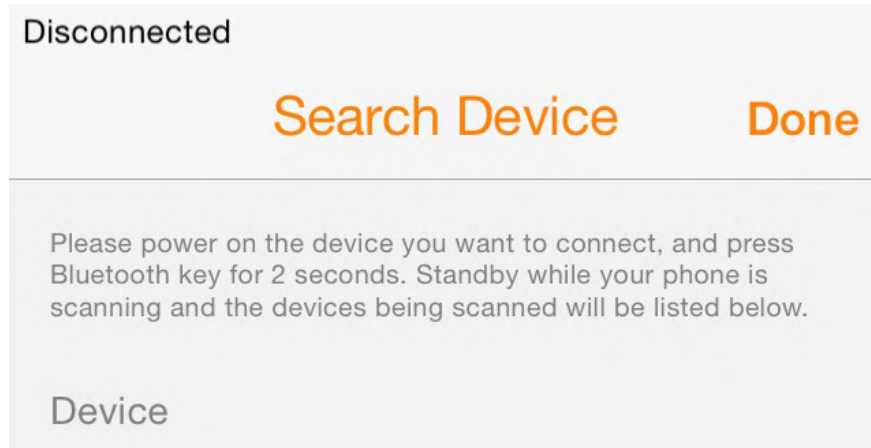 Disconnected
Search Device
Done
Please power on the device you want to connect, and press
Bluetooth key for 2 seconds. Standby while your phone is
scanning and the devices being scanned will be listed below.
Device